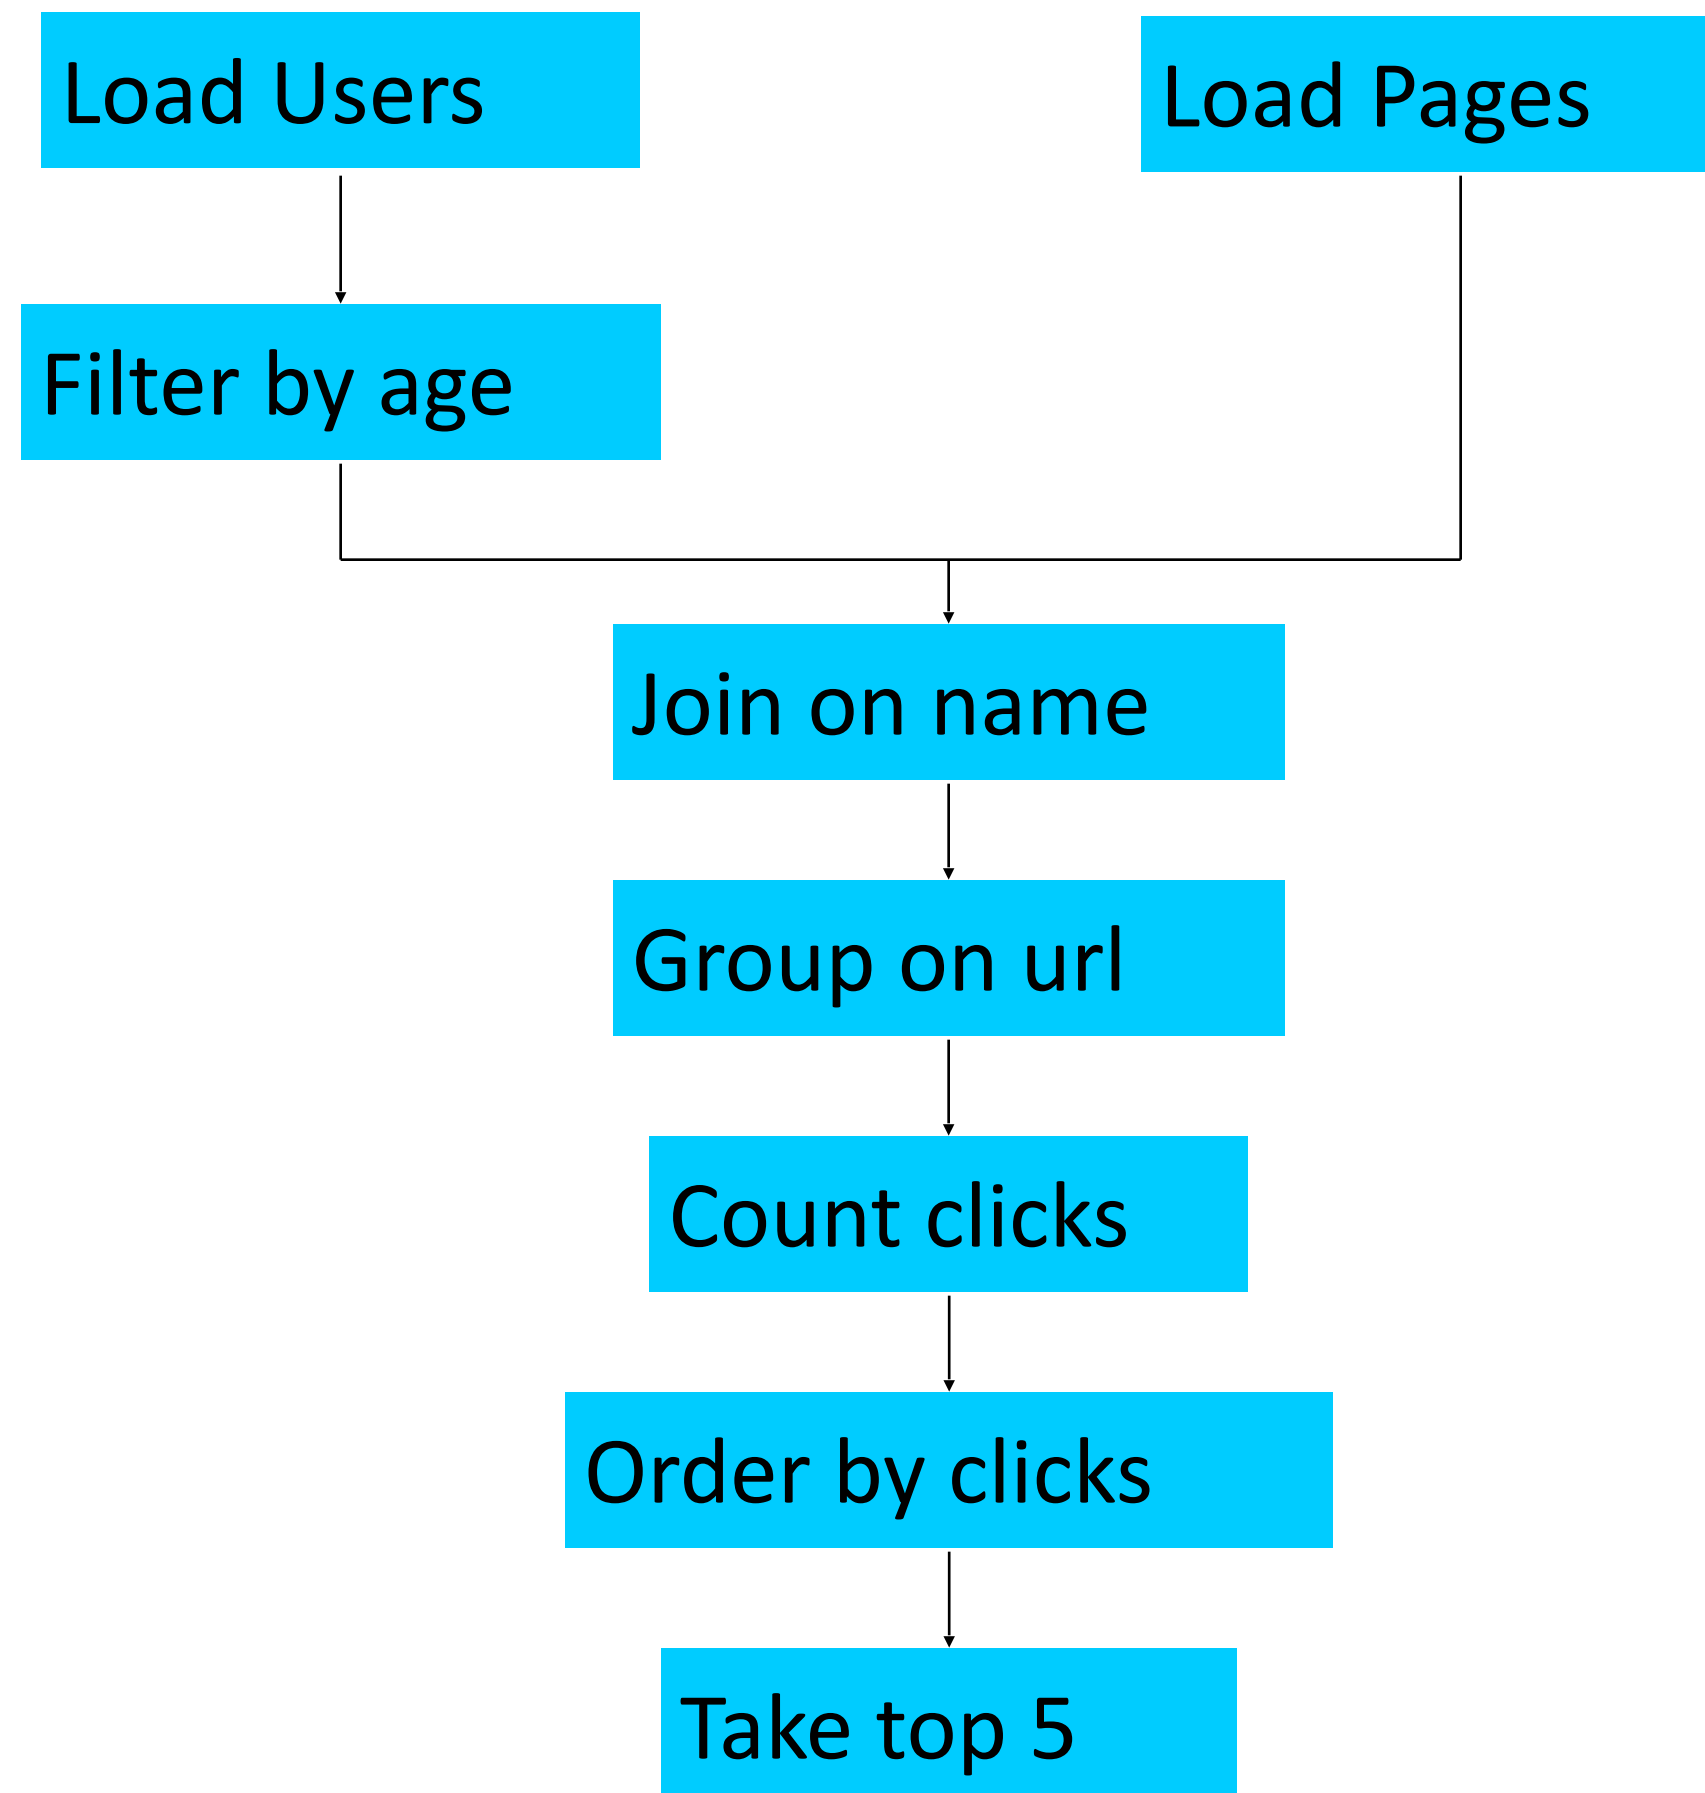 Load Users
Load Pages
Filter by age
Join on name
Group on url
Count clicks
Order by clicks
Take top 5